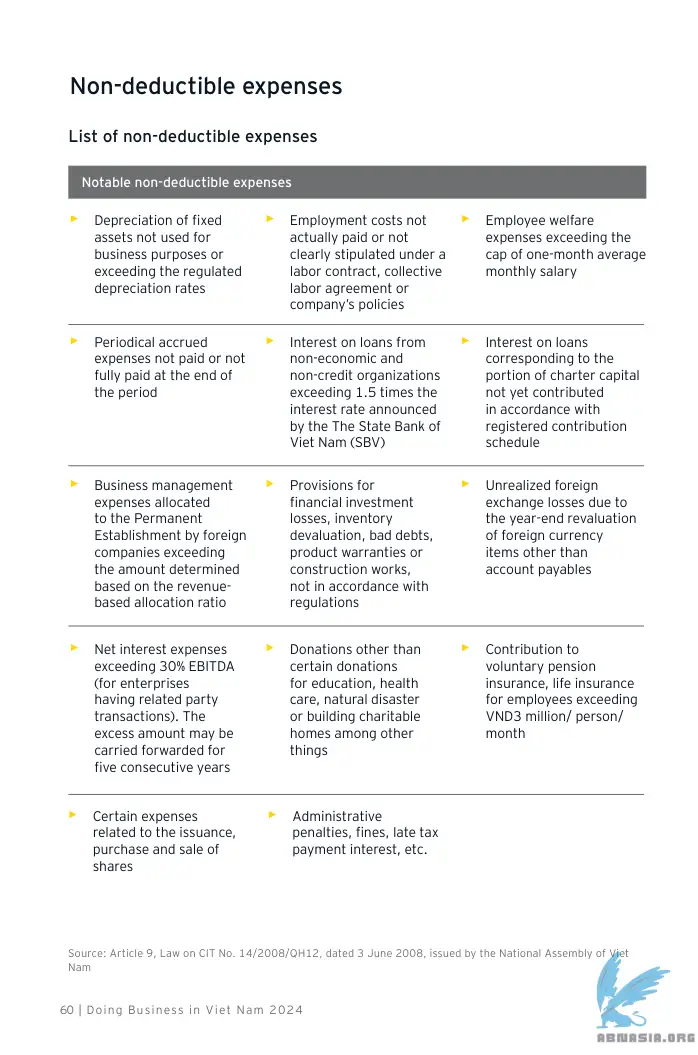 Non-deductible expenses
List of non-deductible expenses
Notable non-deductible expenses
Depreciation of fixed
assets not used for
business purposes or
exceeding the regulated
depreciation rates
Employment costs not
actually paid or not
clearly stipulated under a
labor contract, collective
labor agreement or
company's policies
Employee welfare
expenses exceeding the
cap of one-month average
monthly salary
Periodical accrued
expenses not paid or not
fully paid at the end of
the period
Interest on loans from
non-economic and
non-credit organizations
exceeding 1.5 times the
interest rate announced
by the The State Bank of
Viet Nam (SBV)
Interest on loans
corresponding to the
portion of charter capital
not yet contributed
in accordance with
registered contribution
schedule
Business management
expenses allocated
to the Permanent
Establishment by foreign
companies exceeding
the amount determined
based on the revenue-
based allocation ratio
Provisions for
financial investment
losses, inventory
devaluation, bad debts,
product warranties or
construction works,
not in accordance with
regulations
Unrealized foreign
exchange losses due to
the year-end revaluation
of foreign currency
items other than
account payables
Net interest expenses
exceeding 30% EBITDA
(for enterprises
having related party
transactions). The
excess amount may be
carried forwarded for
five consecutive years
Donations other than
certain donations
for education, health
care, natural disaster
or building charitable
homes among other
things
Contribution to
voluntary pension
insurance, life insurance
for employees exceeding
VND3 million/ person/
month
Certain expenses
related to the issuance,
purchase and sale of
shares
Administrative
penalties, fines, late tax
payment interest, etc.
Source: Article 9, Law on CIT No. 14/2008/QH12, dated 3 June 2008, issued by the National Assembly of Viet
Nam
60 | Doing Business in Viet Nam 2024
ABNASIA.ORG